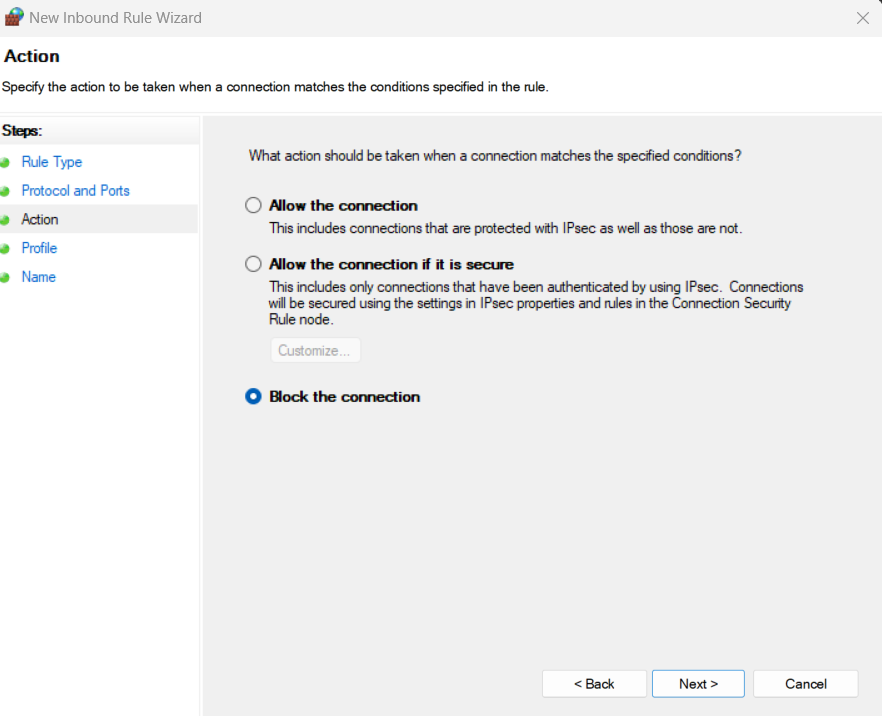 New Inbound Rule Wizard
Action
Specify the action to be taken when a connection matches the conditions specified in the rule.
Steps:
Rule Type
Protocol and Ports
Action
Profile
Name
What action should be taken when a connection matches the specified conditions?
Allow the connection
This includes connections that are protected with IPsec as well as those are not.
Allow the connection if it is secure
This includes only connections that have been authenticated by using IPsec. Connections
will be secured using the settings in IPsec properties and rules in the Connection Security
Rule node.
Customize...
Block the connection
< Back
Next >
Cancel